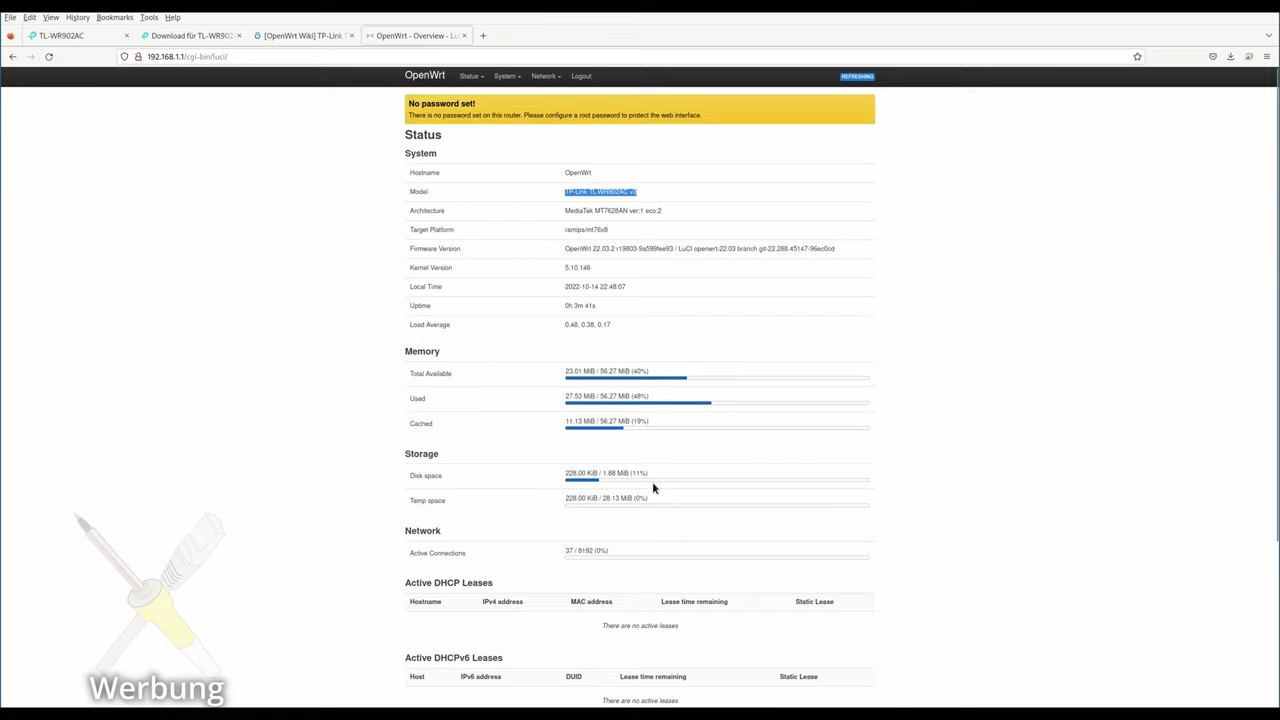 File Edit View History Bookmarks Tools Help
TL-WR902AC × Download für TL-WR902 × [OpenWrt Wiki] TP-Link × OpenWrt - Overview - Lu × +
192.168.1.1/cgi-bin/luci/
OpenWrt Status System Network Logout REFRESHING
No password set!
There is no password set on this router. Please configure a root password to protect the web interface.
Status
System
Hostname OpenWrt
Model TP-Link TL-WR902AC v3
Architecture MediaTek MT7628AN ver:1 eco:2
Target Platform ramips/mt76x8
Firmware Version OpenWrt 22.03.2 r19803-9a599fee93 / LuCI openwrt-22.03 branch git-22.288.45147-96ec0cd
Kernel Version 5.10.146
Local Time 2022-10-14 22:48:07
Uptime 0h 3m 41s
Load Average 0.48, 0.38, 0.17
Memory
Total Available 23.01 MiB / 56.27 MiB (40%)
Used 27.53 MiB / 56.27 MiB (48%)
Cached 11.13 MiB / 56.27 MiB (19%)
Storage
Disk space 228.00 KiB / 1.88 MiB (11%)
Temp space 228.00 KiB / 28.13 MiB (0%)
Network
Active Connections 37 / 8192 (0%)
Active DHCP Leases
Hostname IPv4 address MAC address Lease time remaining Static Lease
There are no active leases
Active DHCPv6 Leases
Host IPv6 address DUID Lease time remaining Static Lease
There are no active leases
Werbung